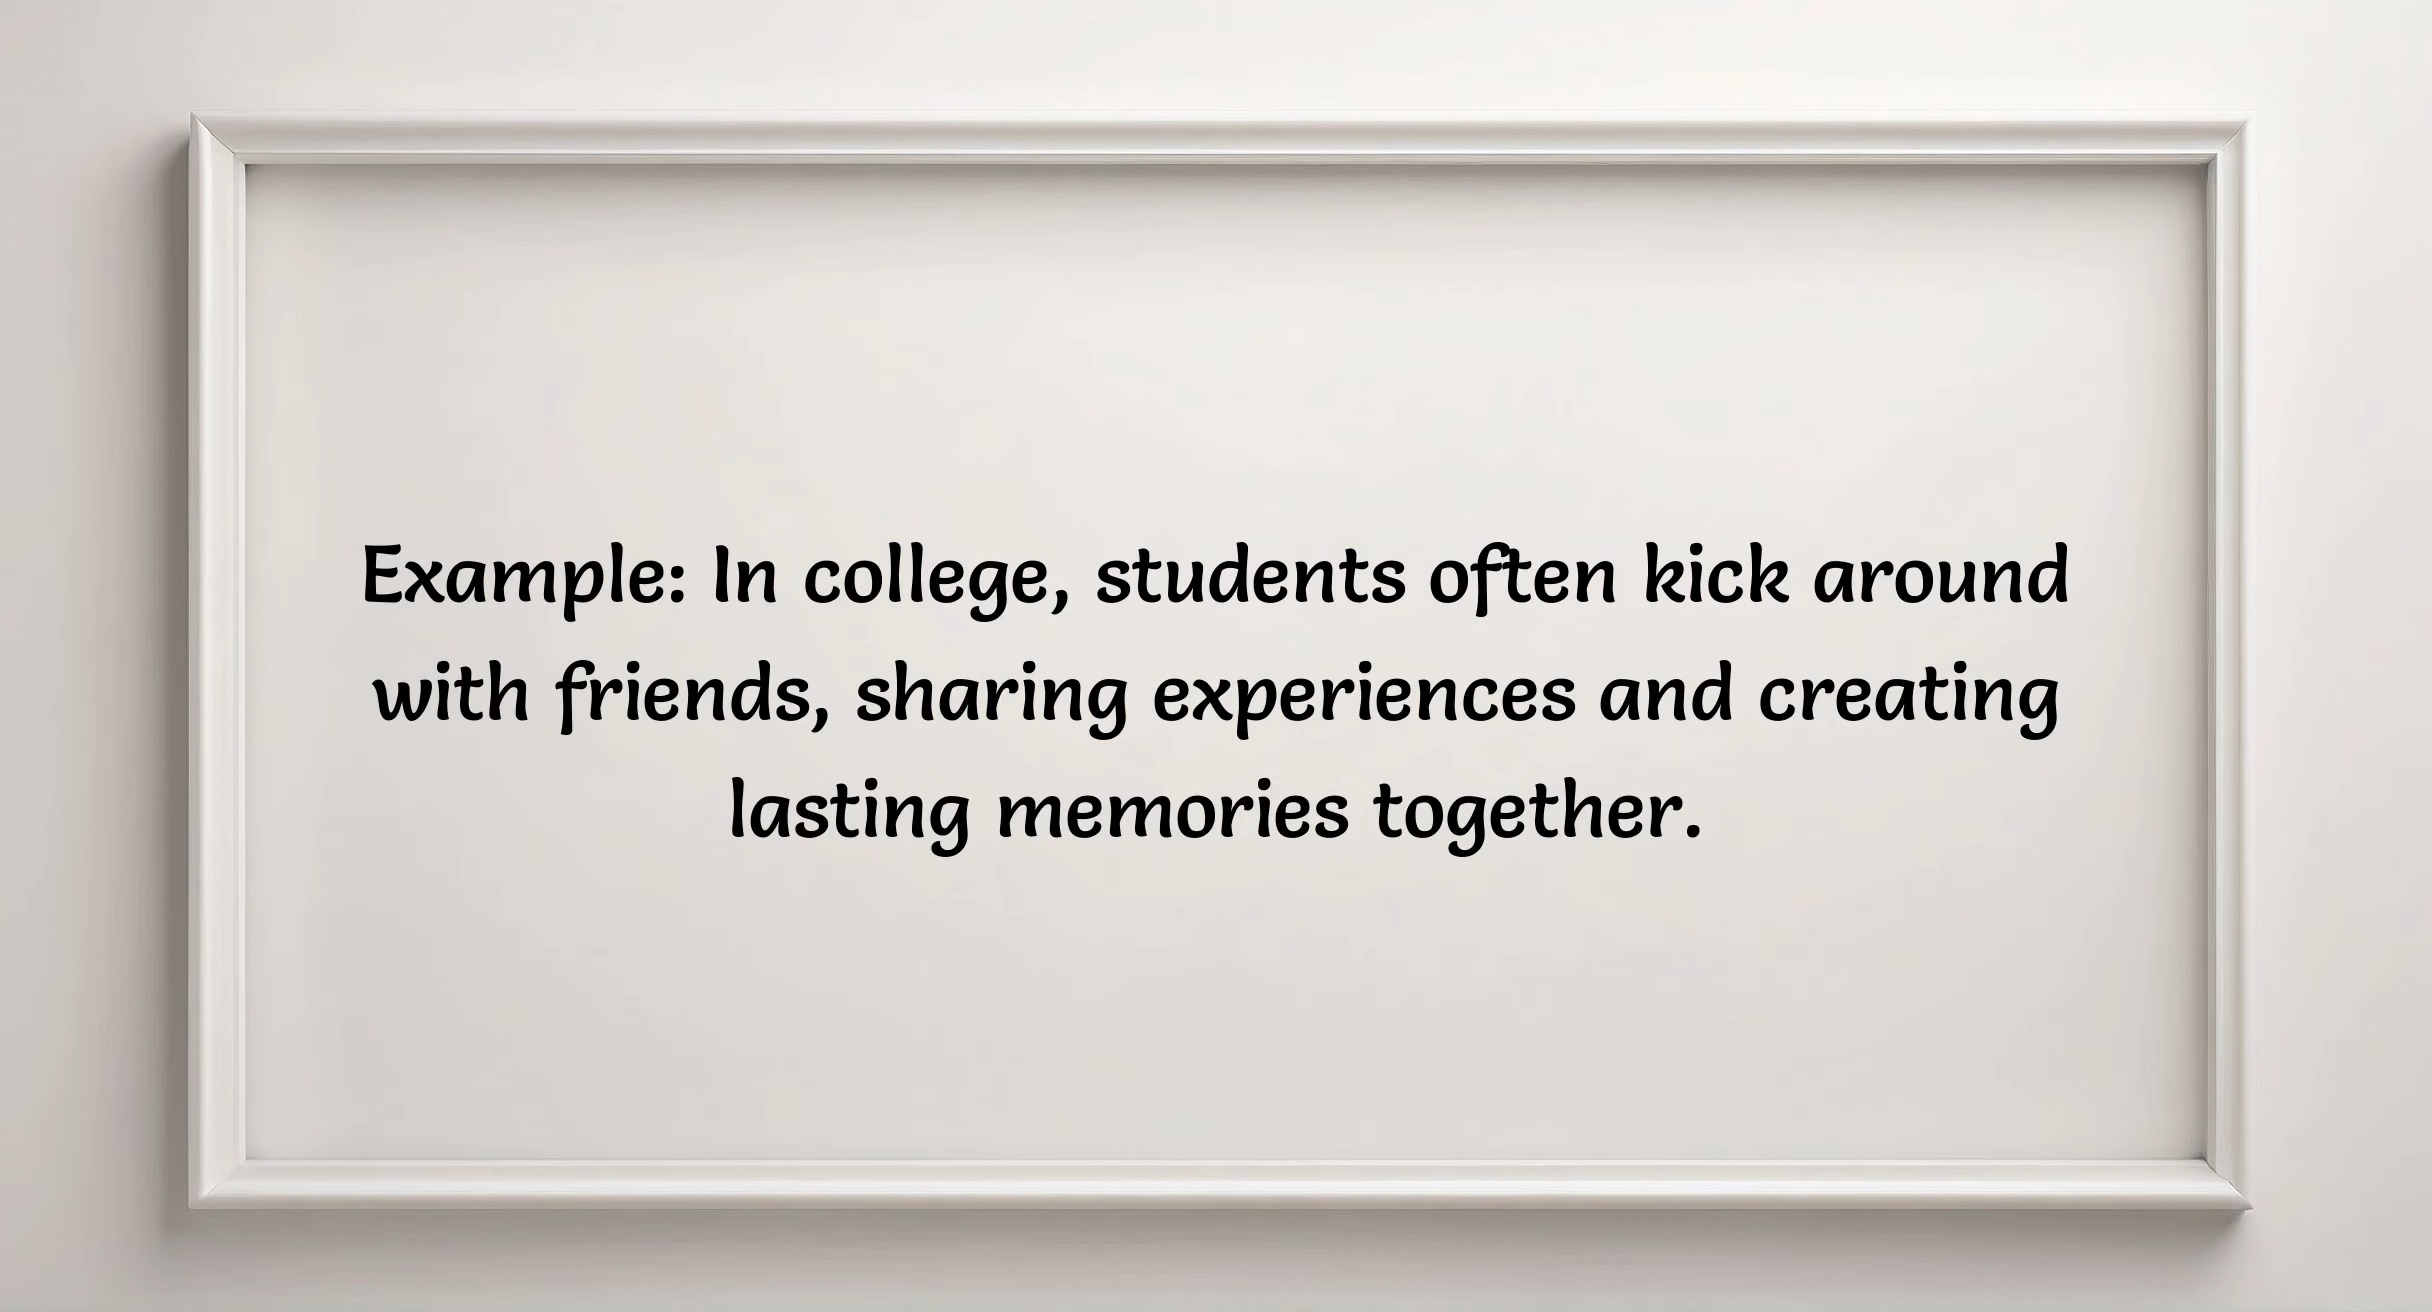 Example: In college, students often kick around
with friends, sharing experiences and creating
lasting memories together.